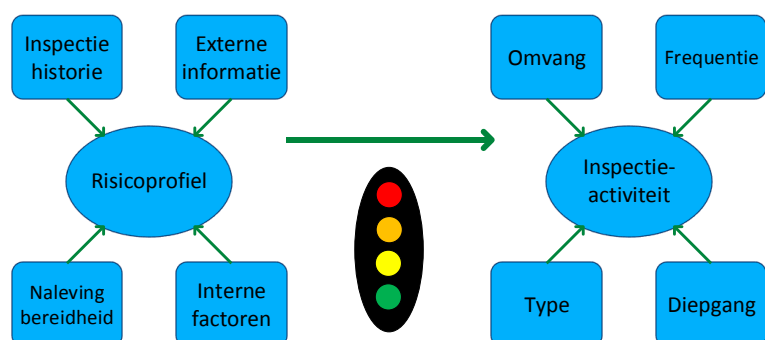 Inspectie
historie
Externe
informatie
Omvang
Frequentie
Risicoprofiel
Inspectie-
activiteit
Naleving
bereidheid
Interne
factoren
Type
Diepgang